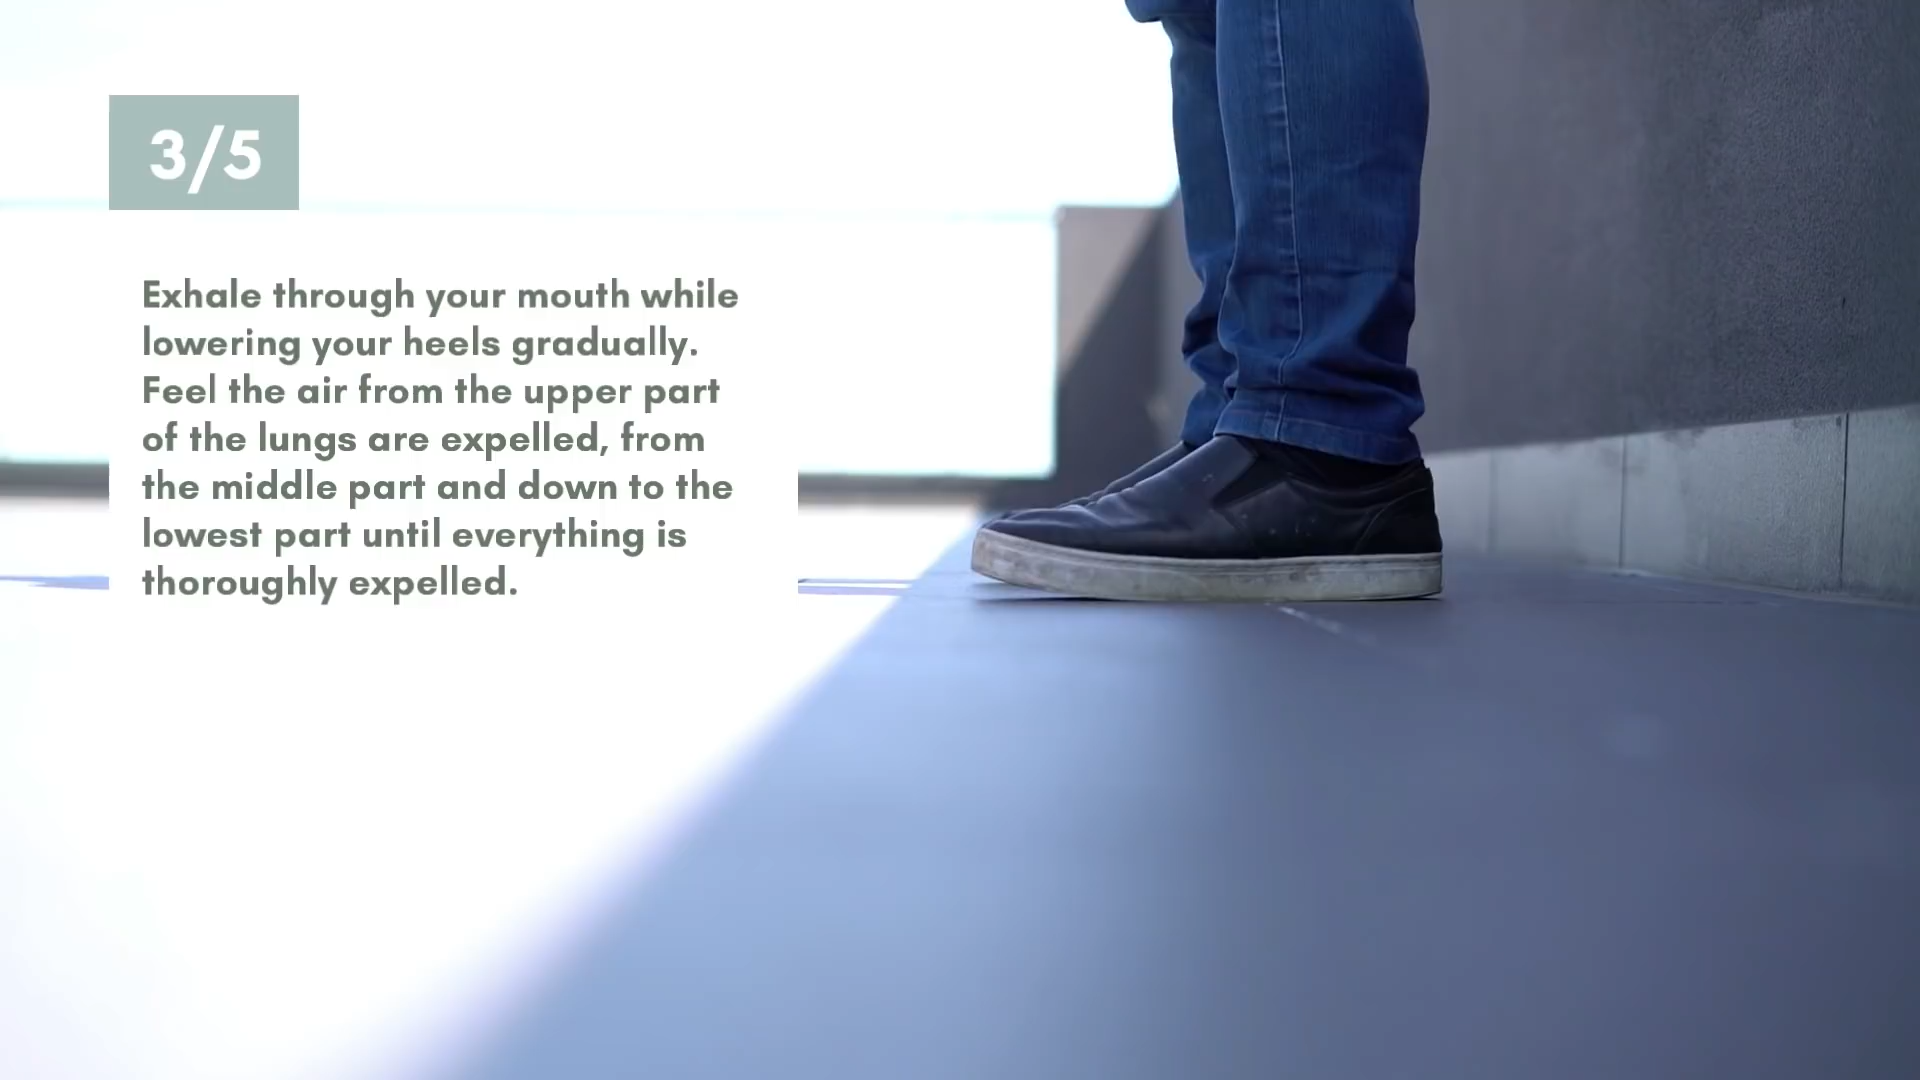 3/5
Exhale through your mouth while
lowering your heels gradually.
Feel the air from the upper part
of the lungs are expelled, from
the middle part and down to the
lowest part until everything is
thoroughly expelled.